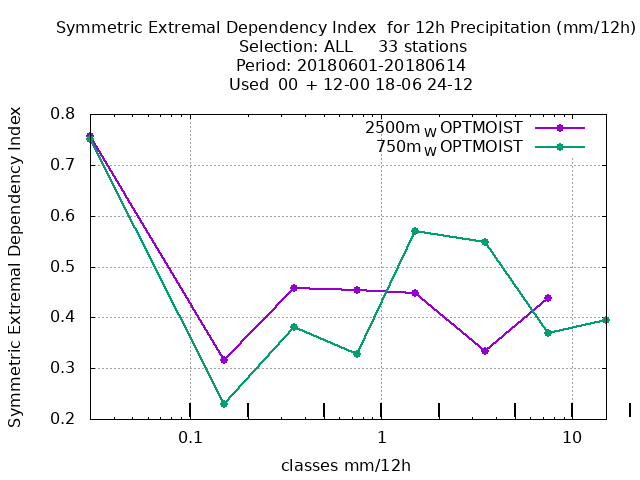 Symmetric Extremal Dependency Index  for 12h Precipitation (mm/12h)
Selection: ALL     33 stations
Period: 20180601-20180614
Used  00 + 12-00 18-06 24-12
Symmetric Extremal Dependency Index
0.8
0.7
0.6
0.5
0.4
0.3
0.2
2500m W OPTMOIST
750m W OPTMOIST
0.1
1
10
classes mm/12h